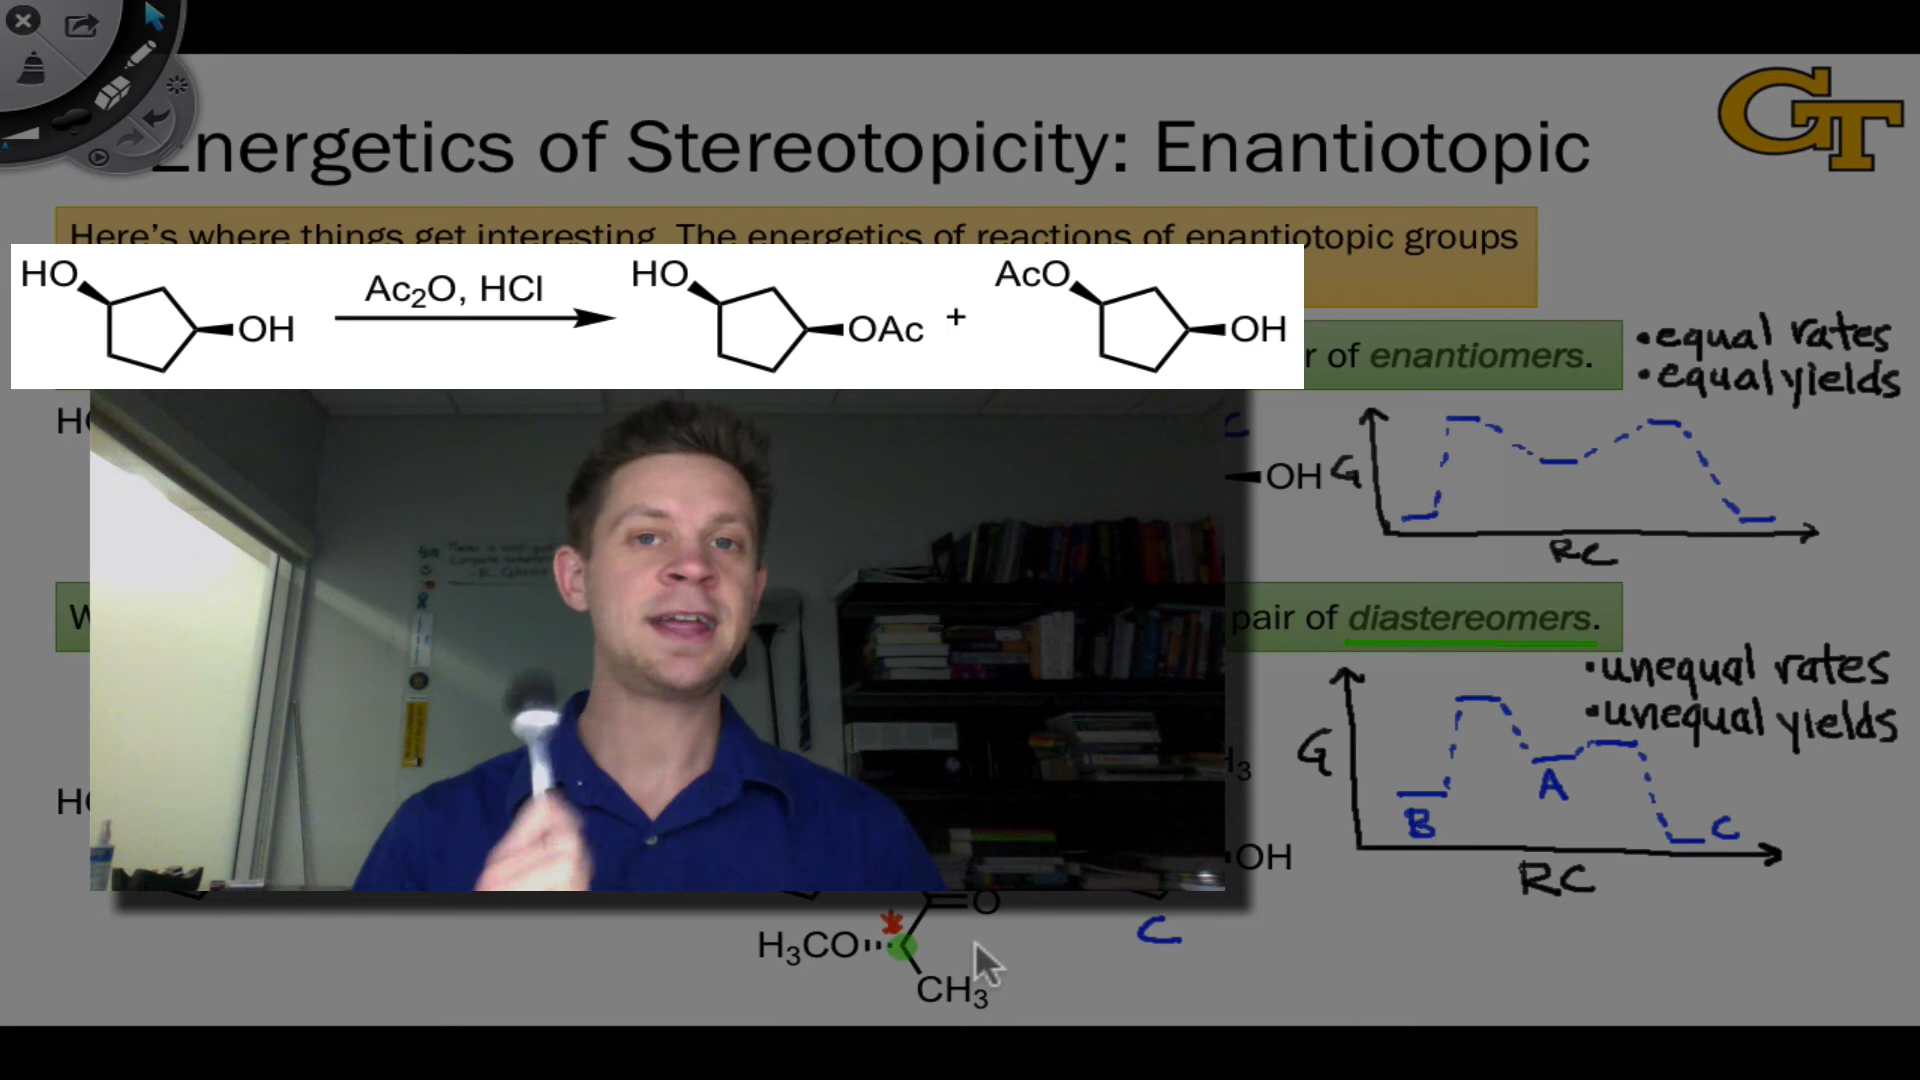 Energetics of Stereotopicity: Enantiotopic
GT
Here's where things get interesting. The energetics of reactions of enantiotopic groups
HO
OH
Ac2O, HCl
HO
OAc
+
AcO
OH
r of enantiomers.
•equal rates
•equal yields
C
OH
G
RC
pair of diastereomers.
•unequal rates
•unequal yields
G
B
A
C
RC
OH
O
*
H3CO
CH3
C